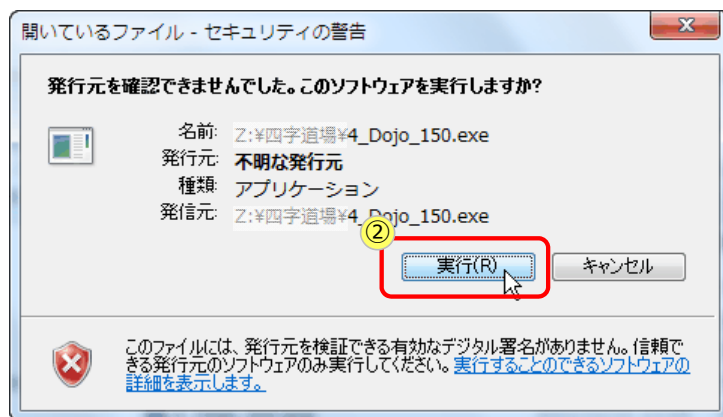 開いているファイル - セキュリティの警告
発行元を確認できませんでした。このソフトウェアを実行しますか?
名前: Z:¥四字道場¥4_Dojo_150.exe
発行元: 不明な発行元
種類: アプリケーション
発信元: Z:¥四字道場¥4_Dojo_150.exe
②
実行(R) キャンセル
このファイルには、発行元を検証できる有効なデジタル署名がありません。信頼で
きる発行元のソフトウェアのみ実行してください。実行することのできるソフトウェアの
詳細を表示します。